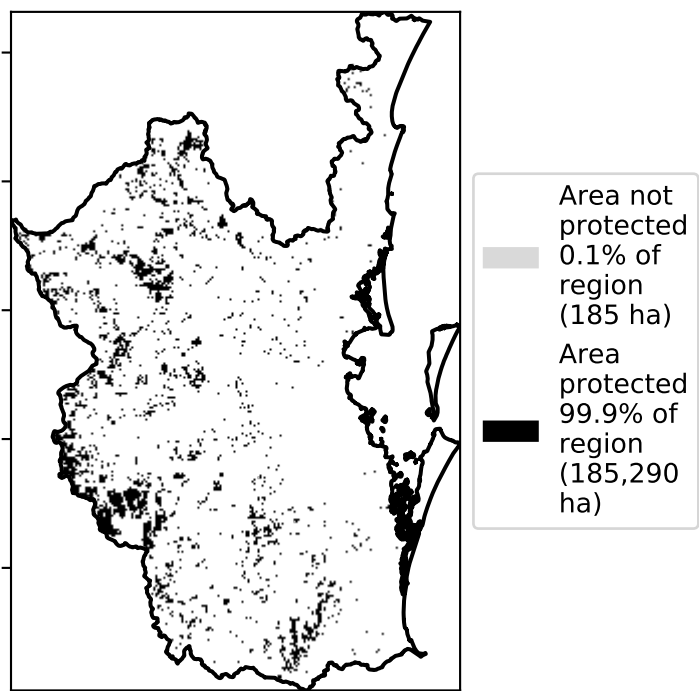 Area not
protected
0.1% of
region
(185 ha)
Area
protected
99.9% of
region
(185,290
ha)